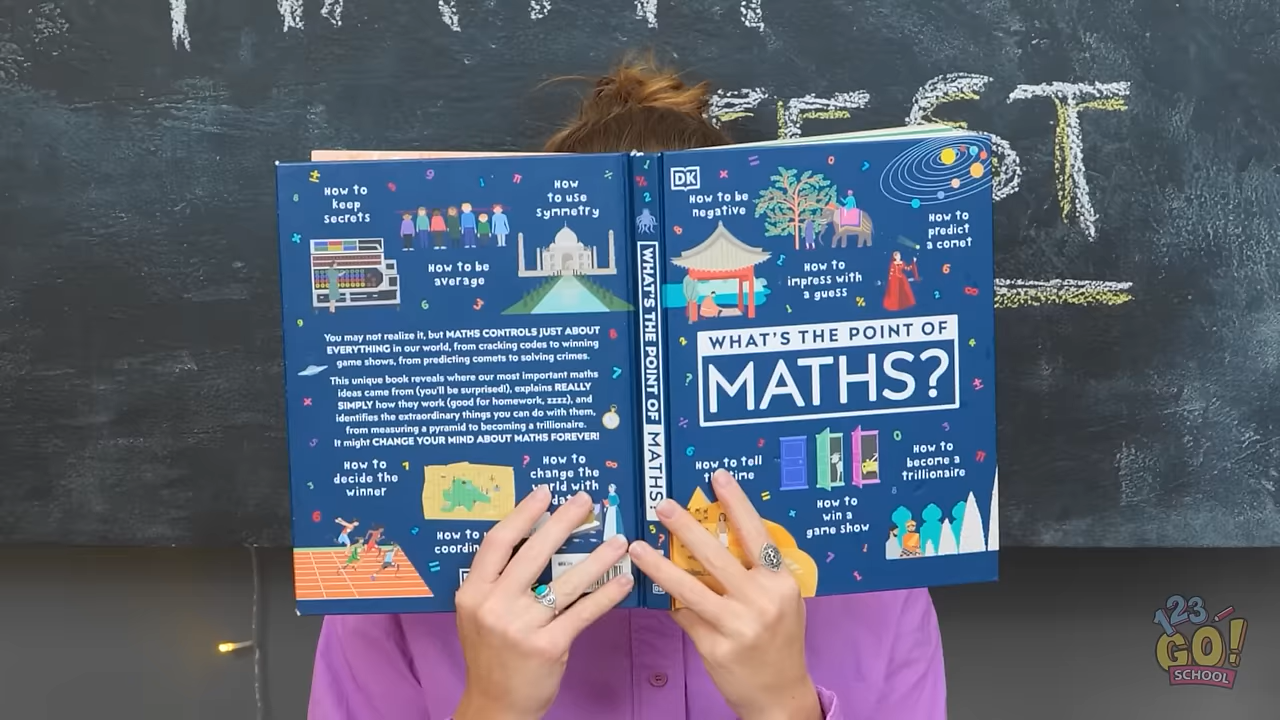 EST
How to
keep
secrets
How to be
average
How
to use
symmetry
You may not realize it, but MATHS CONTROLS JUST ABOUT
EVERYTHING in our world, from cracking codes to winning
game shows, from predicting comets to solving crimes.
This unique book reveals where our most important maths
ideas came from (you'll be surprised!), explains REALLY
SIMPLY how they work (good for homework, zzzz), and
identifies the extraordinary things you can do with them,
from measuring a pyramid to becoming a trillionaire.
It might CHANGE YOUR MIND ABOUT MATHS FOREVER!
How to
decide the
winner
How to
change the
world with
How to
WHAT'S THE POINT OF MATHS?
DK
How to be
negative
How to
impress with
a guess
How to
predict
a comet
WHAT'S THE POINT OF
MATHS?
How to tell
time
How to
win a
game show
How to
become a
trillionaire
123
GO!
SCHOOL